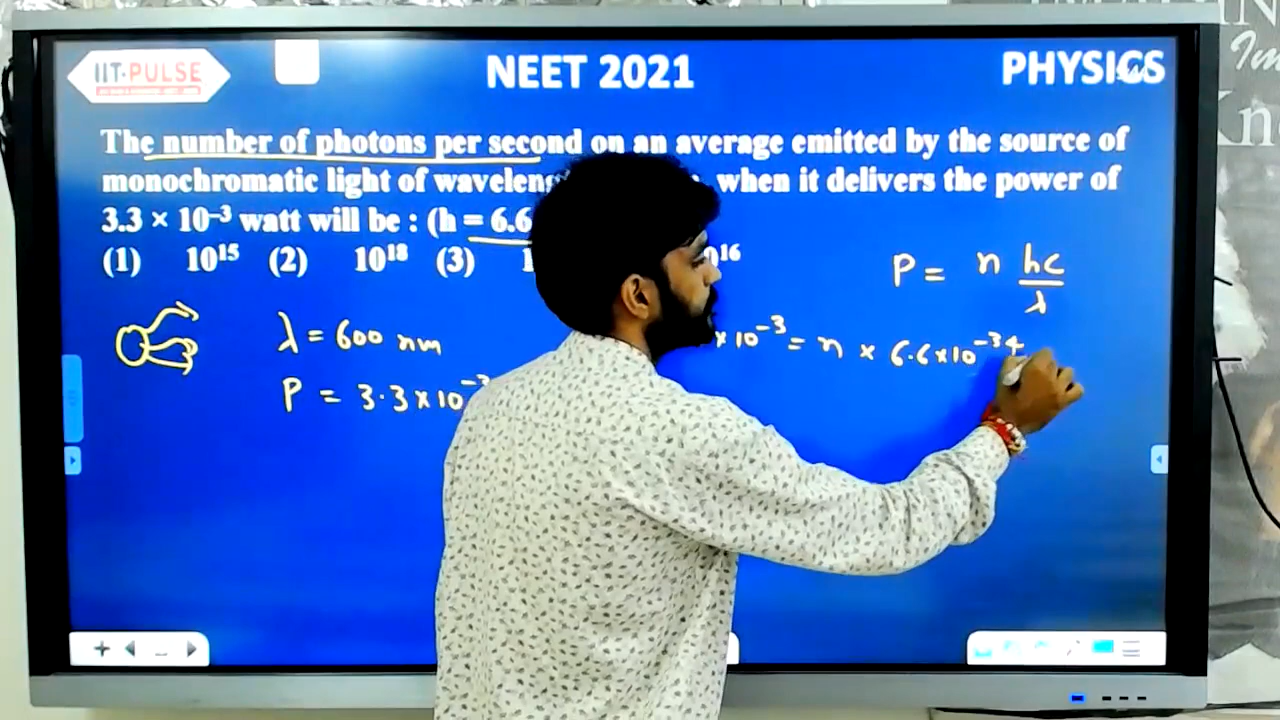 IIT-PULSE
NEET 2021
PHYSICS
The number of photons per second on an average emitted by the source of
monochromatic light of when it delivers the power of
3.3 × 10⁻³ watt will be : (h = 6.6
(1) 10¹⁵ (2) 10¹⁸ (3)
P = n hc/λ
λ = 600 nm
× 10⁻³ = n × 6.6×10⁻³⁴
P = 3.3×10⁻³
Kn